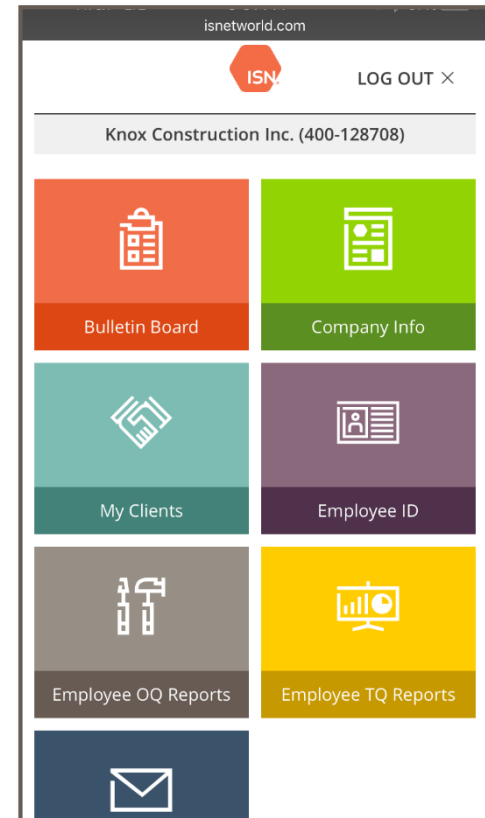 isnetworld.com
ISN.
LOG OUT ×
Knox Construction Inc. (400-128708)
Bulletin Board
Company Info
My Clients
Employee ID
Employee OQ Reports
Employee TQ Reports